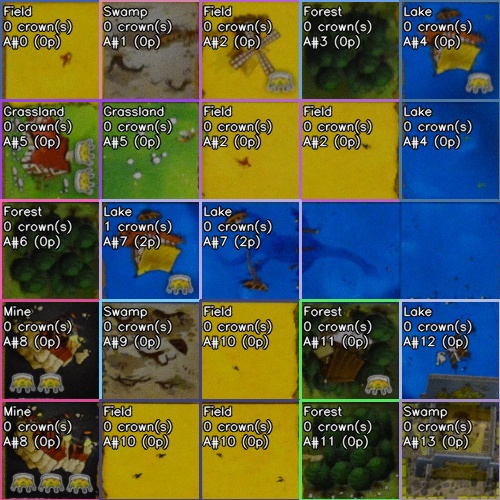 Field
0 crown(s)
A#0 (0p)
Swamp
0 crown(s)
A#1 (0p)
Field
0 crown(s)
A#2 (0p)
Forest
0 crown(s)
A#3 (0p)
Lake
0 crown(s)
A#4 (0p)
Grassland
0 crown(s)
A#5 (0p)
Grassland
0 crown(s)
A#5 (0p)
Field
0 crown(s)
A#2 (0p)
Field
0 crown(s)
A#2 (0p)
Lake
0 crown(s)
A#4 (0p)
Forest
0 crown(s)
A#6 (0p)
Lake
1 crown(s)
A#7 (2p)
Lake
0 crown(s)
A#7 (2p)
Mine
0 crown(s)
A#8 (0p)
Swamp
0 crown(s)
A#9 (0p)
Field
0 crown(s)
A#10 (0p)
Forest
0 crown(s)
A#11 (0p)
Lake
0 crown(s)
A#12 (0p)
Mine
0 crown(s)
A#8 (0p)
Field
0 crown(s)
A#10 (0p)
Field
0 crown(s)
A#10 (0p)
Forest
0 crown(s)
A#11 (0p)
Swamp
0 crown(s)
A#13 (0p)